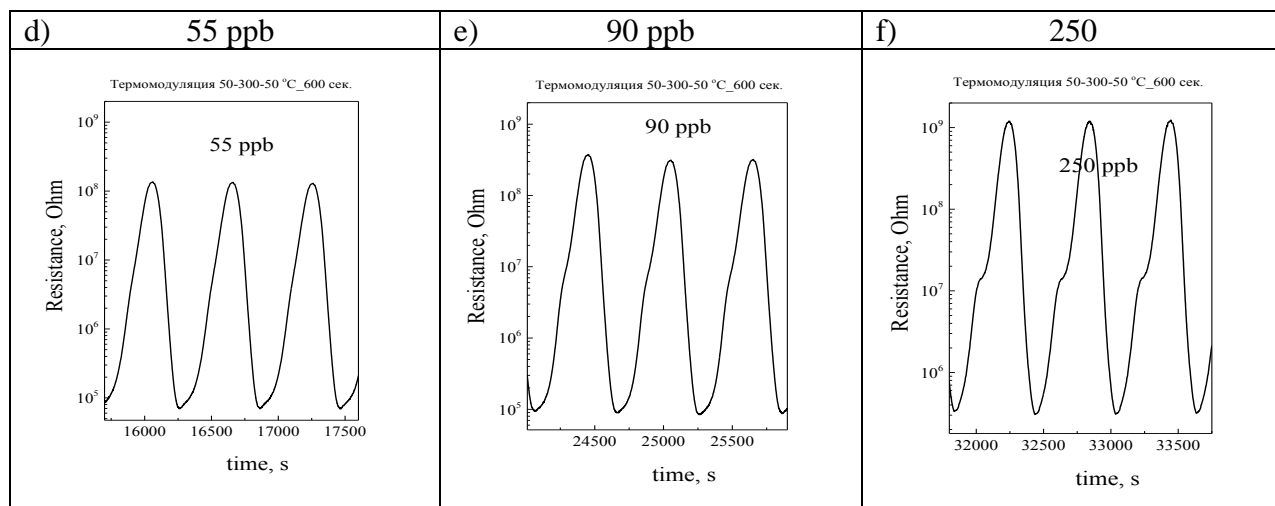 d) 55 ppb
e) 90 ppb
f) 250
Термомодуляция 50-300-50 °C_600 сек.
55 ppb
Resistance, Ohm
10⁹
10⁸
10⁷
10⁶
10⁵
16000 16500 17000 17500
time, s
Термомодуляция 50-300-50 °C_600 сек.
90 ppb
Resistance, Ohm
10⁹
10⁸
10⁷
10⁶
10⁵
24500 25000 25500
time, s
Термомодуляция 50-300-50 °C_600 сек.
250 ppb
Resistance, Ohm
10⁹
10⁸
10⁷
10⁶
32000 32500 33000 33500
time, s